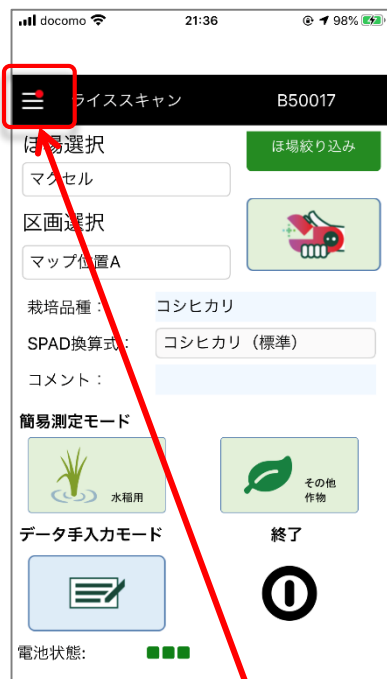 docomo 21:36 98%
ライススキャン B50017
ほ場選択 ほ場絞り込み
マクセル
区画選択
マップ位置A
栽培品種： コシヒカリ
SPAD換算式： コシヒカリ（標準）
コメント：
簡易測定モード
水稲用 その他
作物
データ手入力モード 終了
電池状態: